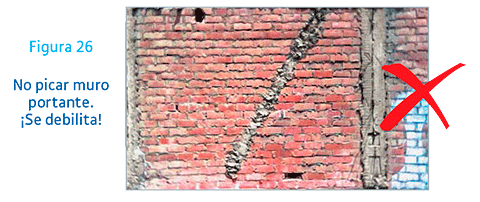 Figura 26
No picar muro
portante.
¡Se debilita!